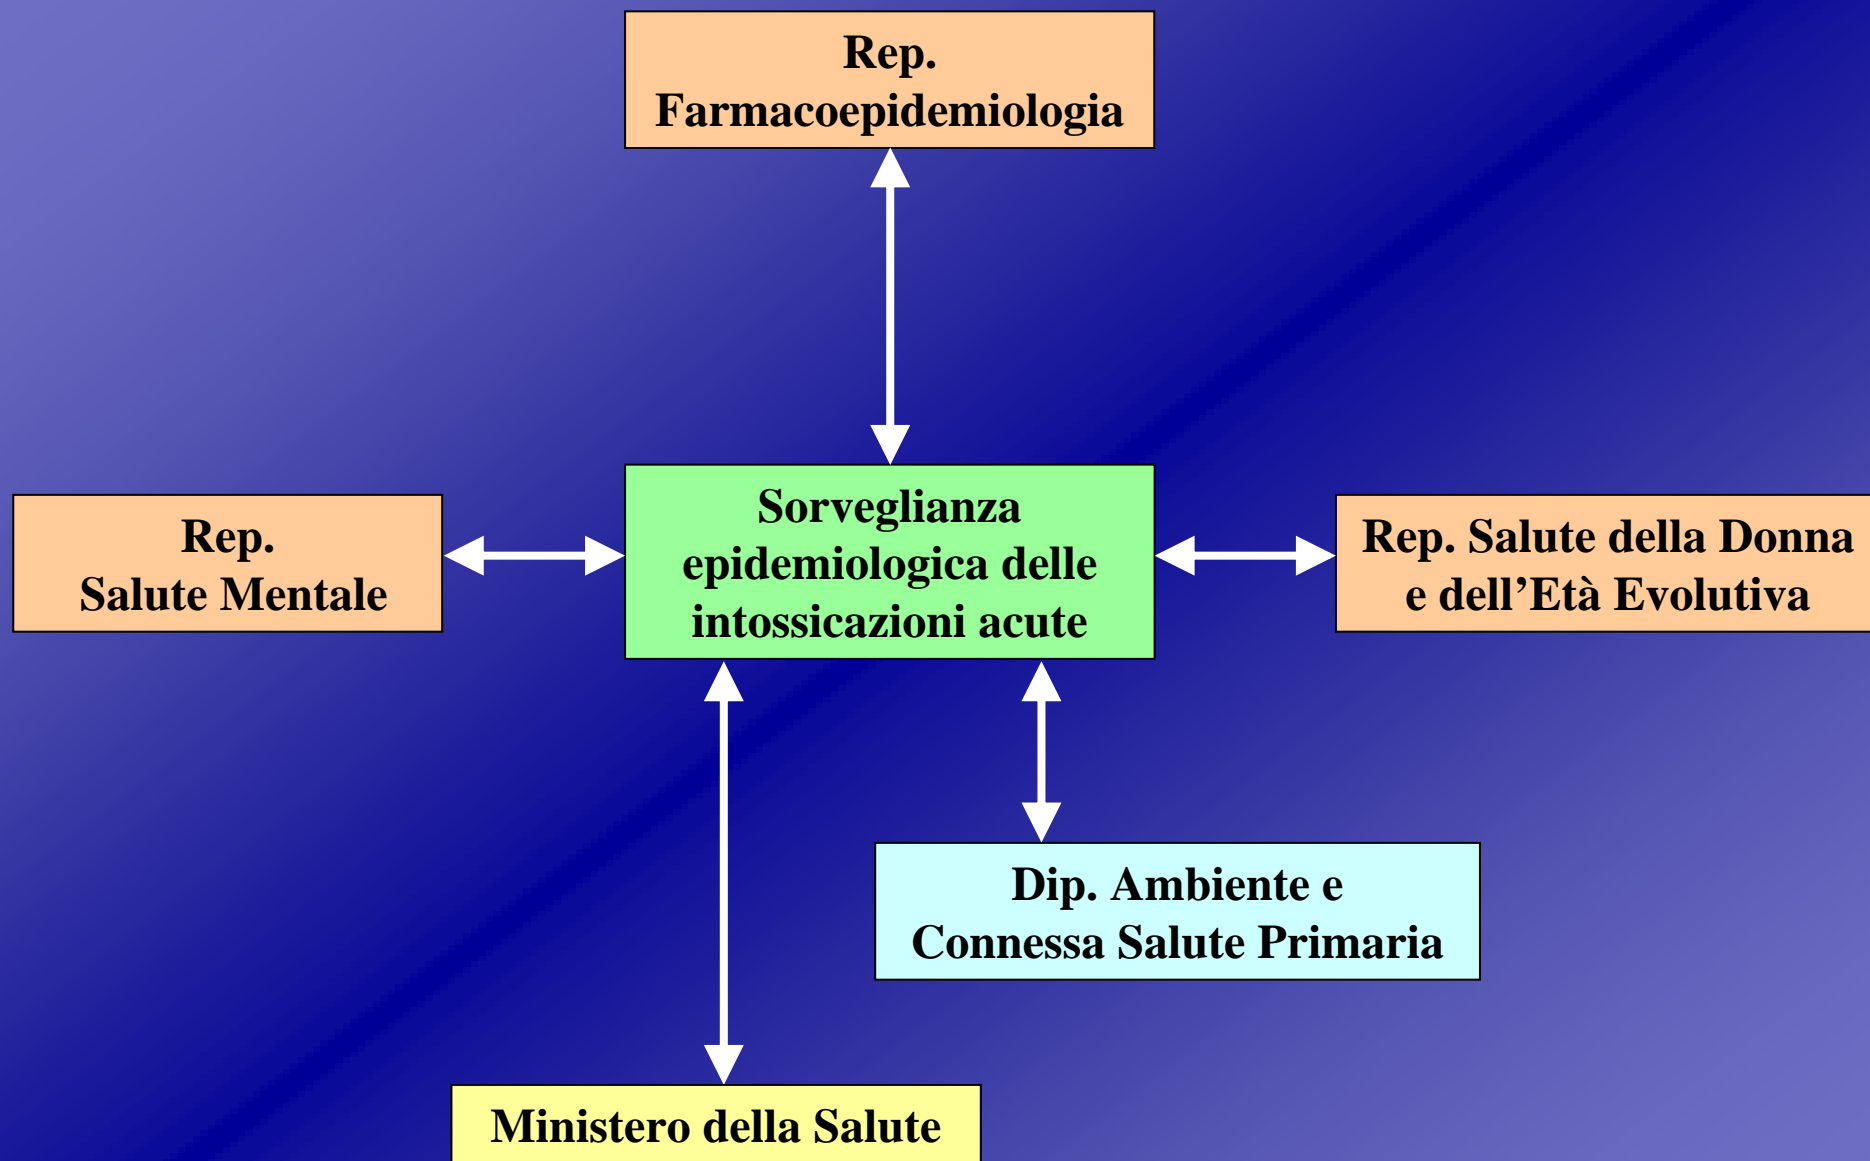 Rep.
Farmacoepidemiologia
Sorveglianza
epidemiologica delle
intossicazioni acute
Rep.
Salute Mentale
Rep. Salute della Donna
e dell’Età Evolutiva
Dip. Ambiente e
Connessa Salute Primaria
Ministero della Salute